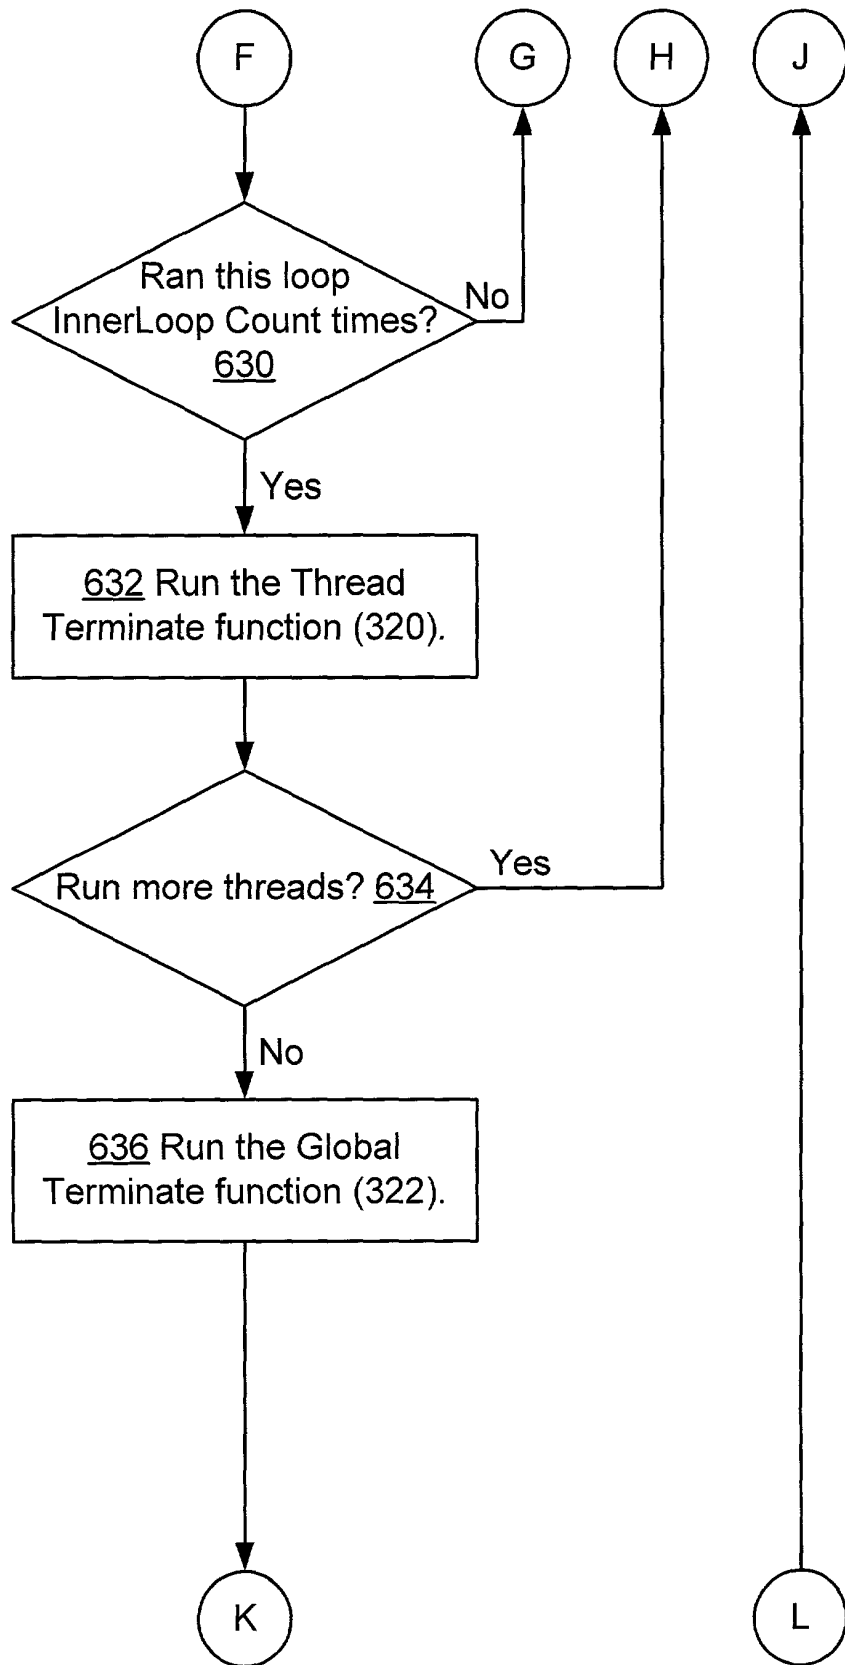 F
G
H
J
Ran this loop
InnerLoop Count times?
630
No
Yes
632 Run the Thread
Terminate function (320).
Run more threads? 634
Yes
No
636 Run the Global
Terminate function (322).
K
L